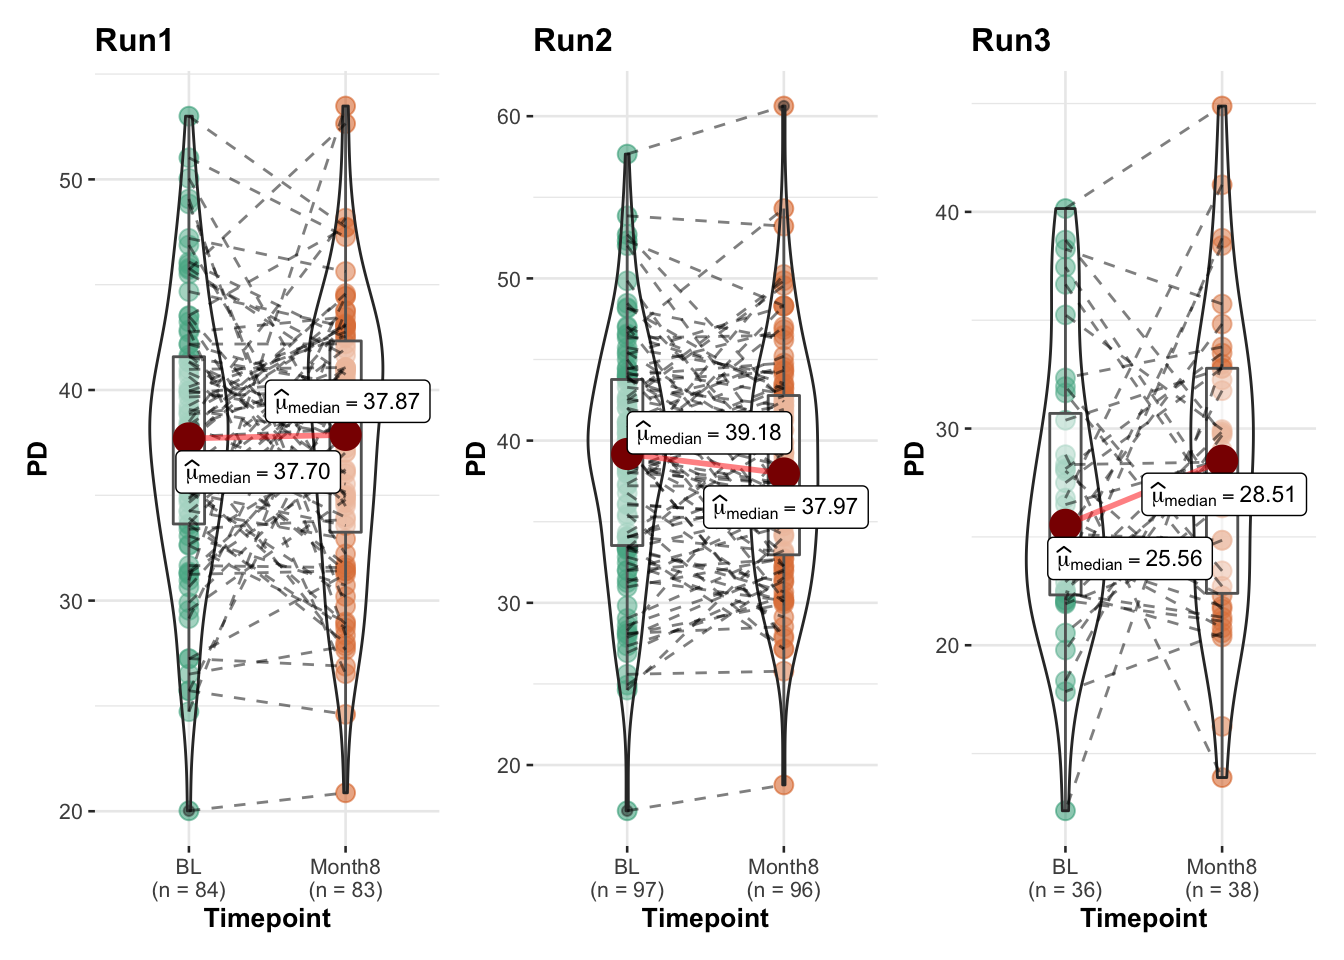 Run1
PD
50
40
30
20
μ̂median = 37.87
μ̂median = 37.70
BL
(n = 84)
Month8
(n = 83)
Timepoint
Run2
PD
60
50
40
30
20
μ̂median = 39.18
μ̂median = 37.97
BL
(n = 97)
Month8
(n = 96)
Timepoint
Run3
PD
40
30
20
μ̂median = 28.51
μ̂median = 25.56
BL
(n = 36)
Month8
(n = 38)
Timepoint